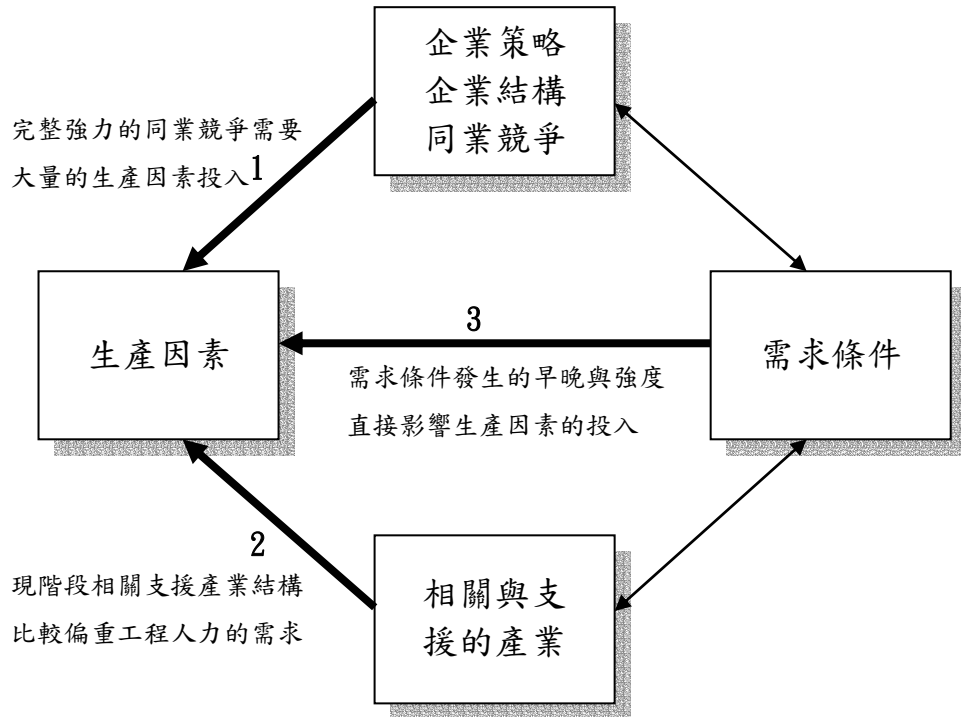 企業策略
企業結構
同業競爭
完整強力的同業競爭需要
大量的生產因素投入1
生產因素
3
需求條件發生的早晚與強度
直接影響生產因素的投入
需求條件
2
現階段相關支援產業結構
比較偏重工程人力的需求
相關與支
援的產業